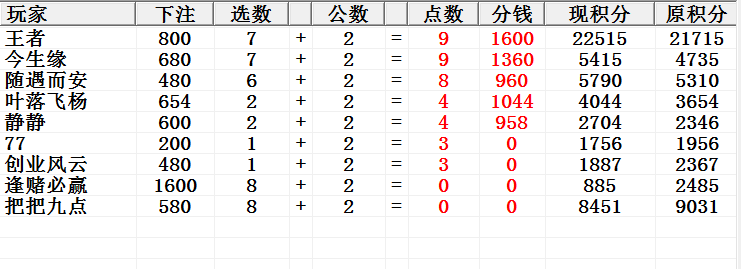 玩家 下注 选数 公数 点数 分钱 现积分 原积分
王者 800 7 + 2 = 9 1600 22515 21715
今生缘 680 7 + 2 = 9 1360 5415 4735
随遇而安 480 6 + 2 = 8 960 5790 5310
叶落飞杨 654 2 + 2 = 4 1044 4044 3654
静静 600 2 + 2 = 4 958 2704 2346
77 200 1 + 2 = 3 0 1756 1956
创业风云 480 1 + 2 = 3 0 1887 2367
逢赌必赢 1600 8 + 2 = 0 0 885 2485
把把九点 580 8 + 2 = 0 0 8451 9031